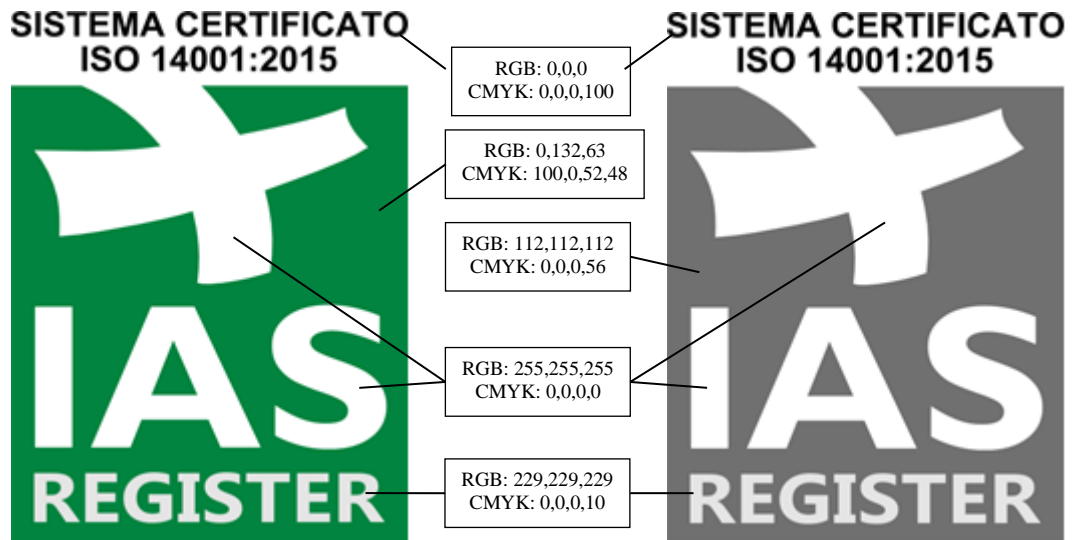 SISTEMA CERTIFICATO
ISO 14001:2015
IAS
REGISTER
RGB: 0,0,0
CMYK: 0,0,0,100
RGB: 0,132,63
CMYK: 100,0,52,48
RGB: 112,112,112
CMYK: 0,0,0,56
RGB: 255,255,255
CMYK: 0,0,0,0
RGB: 229,229,229
CMYK: 0,0,0,10
SISTEMA CERTIFICATO
ISO 14001:2015
IAS
REGISTER